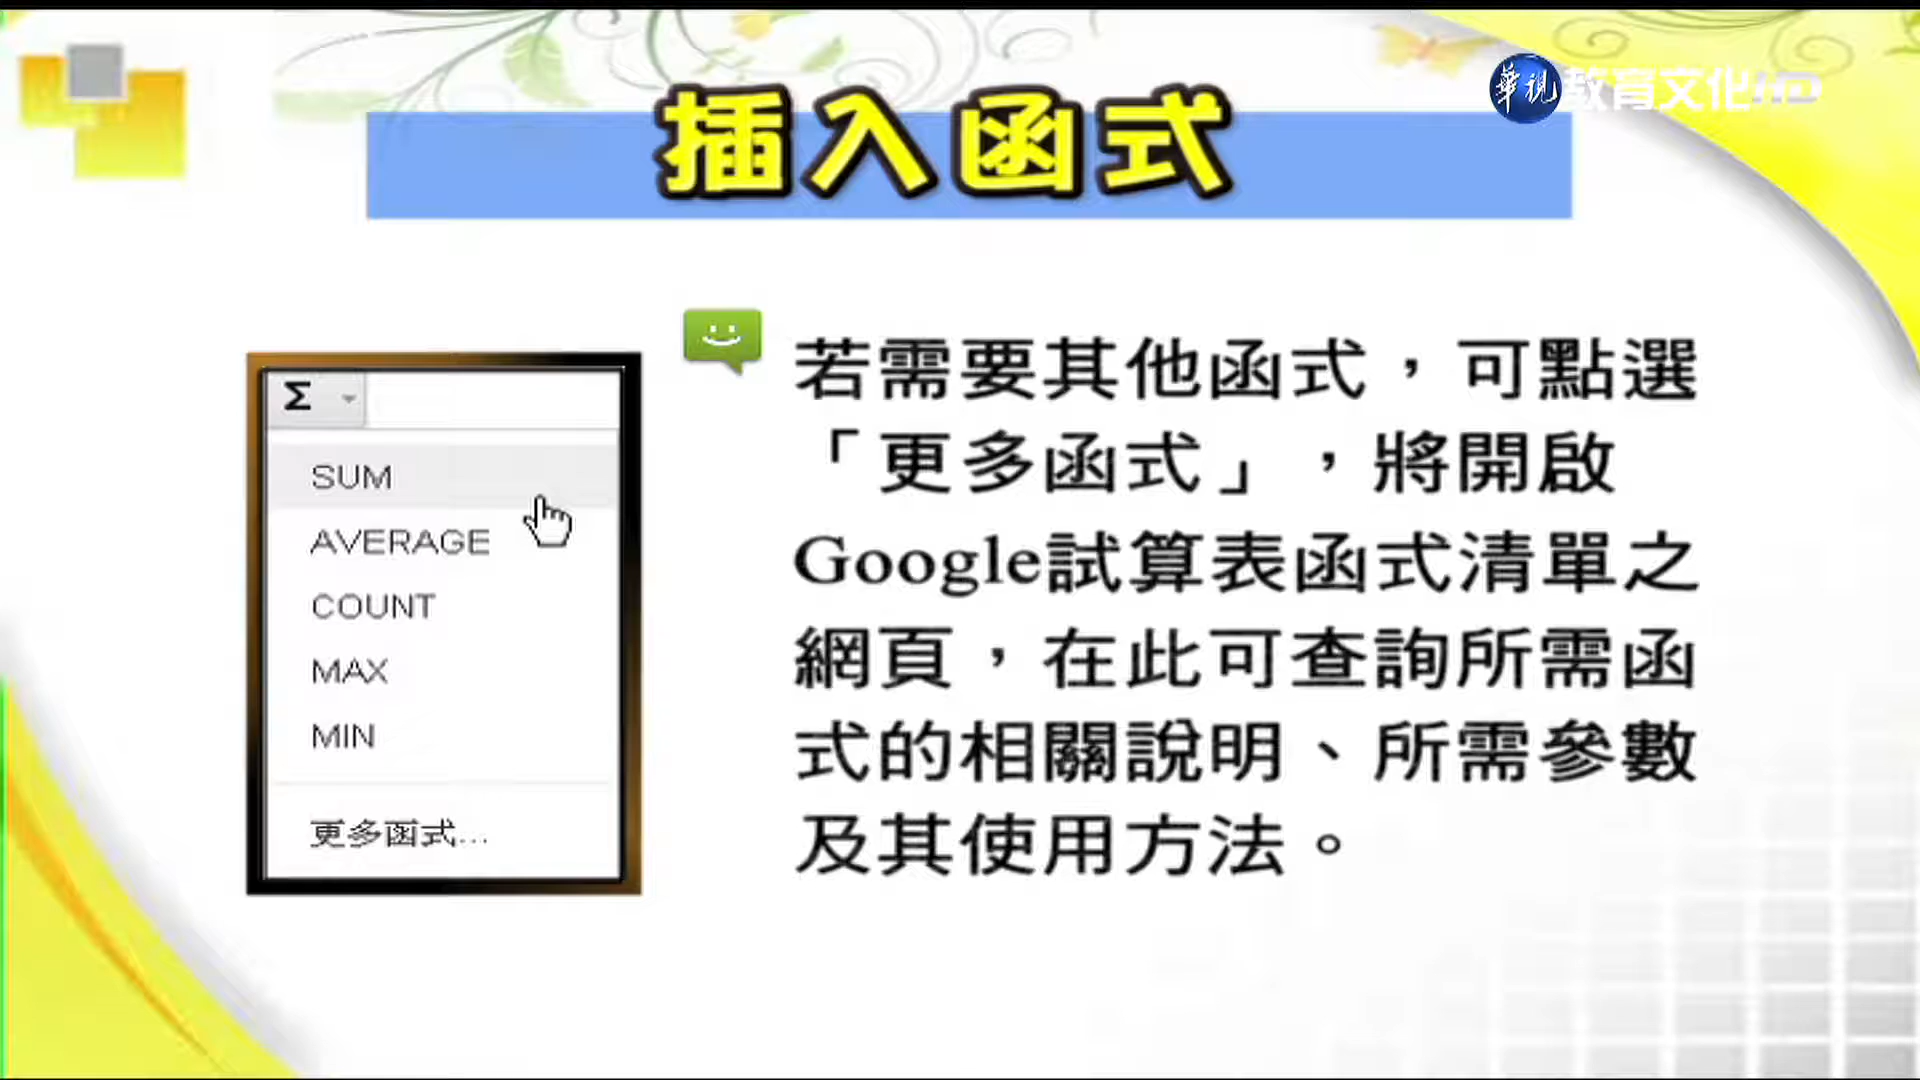 華視 教育文化HD
插入函式
Σ
SUM
AVERAGE
COUNT
MAX
MIN
更多函式...
若需要其他函式，可點選
「更多函式」，將開啟
Google試算表函式清單之
網頁，在此可查詢所需函
式的相關說明、所需參數
及其使用方法。